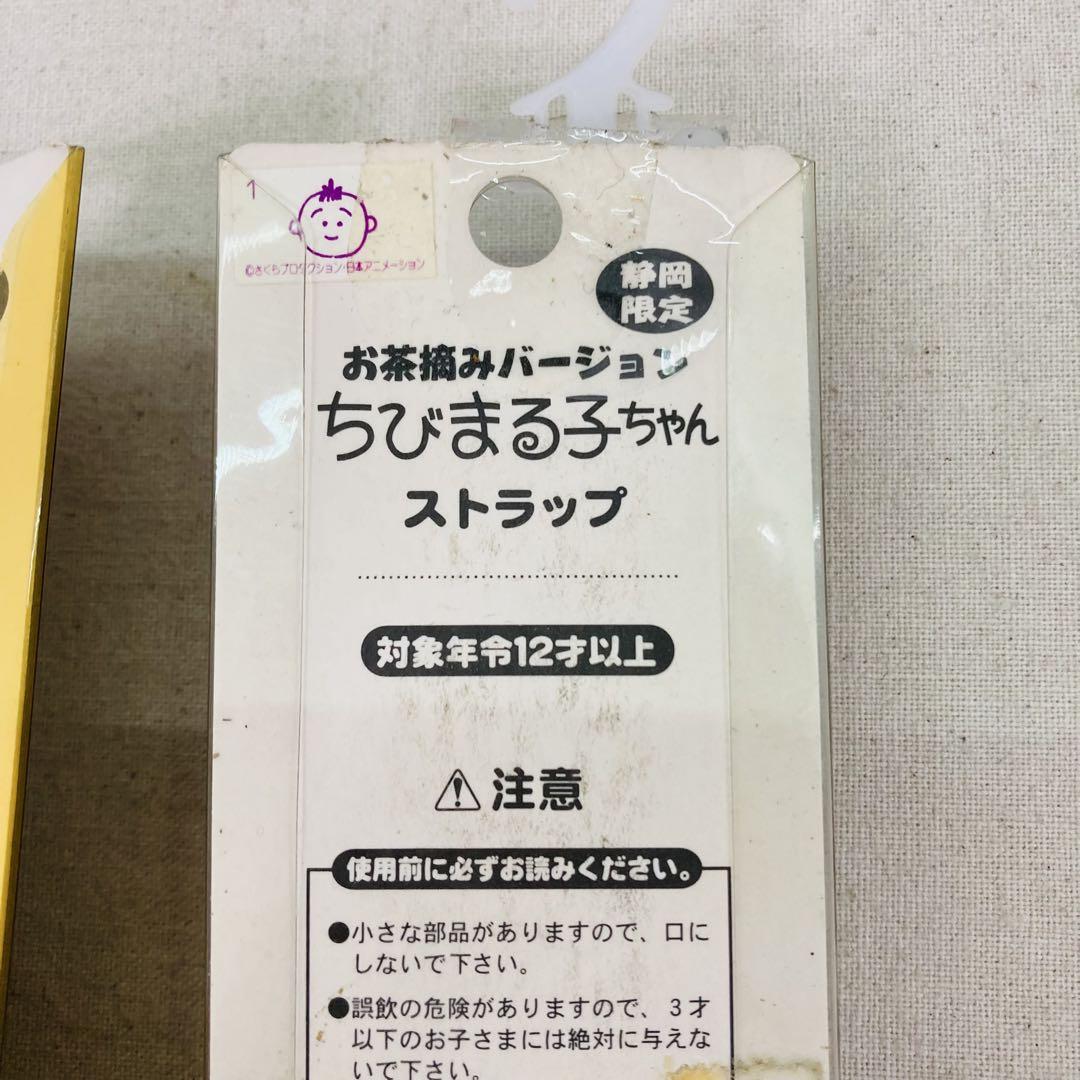 1
©さくらプロダクション・日本アニメーション
静岡
限定
お茶摘みバージョン
ちびまる子ちゃん
ストラップ
対象年令12才以上
⚠注意
使用前に必ずお読みください。
●小さな部品がありますので、口に
しないで下さい。
●誤飲の危険がありますので、3才
以下のお子さまには絶対に与えな
いで下さい。